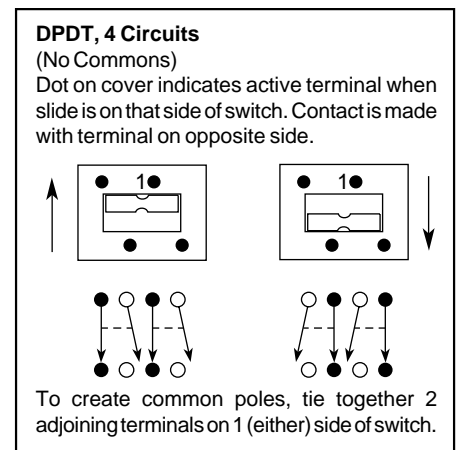 DPDT, 4 Circuits
(No Commons)
Dot on cover indicates active terminal when
slide is on that side of switch. Contact is made
with terminal on opposite side.
1 1
To create common poles, tie together 2
adjoining terminals on 1 (either) side of switch.